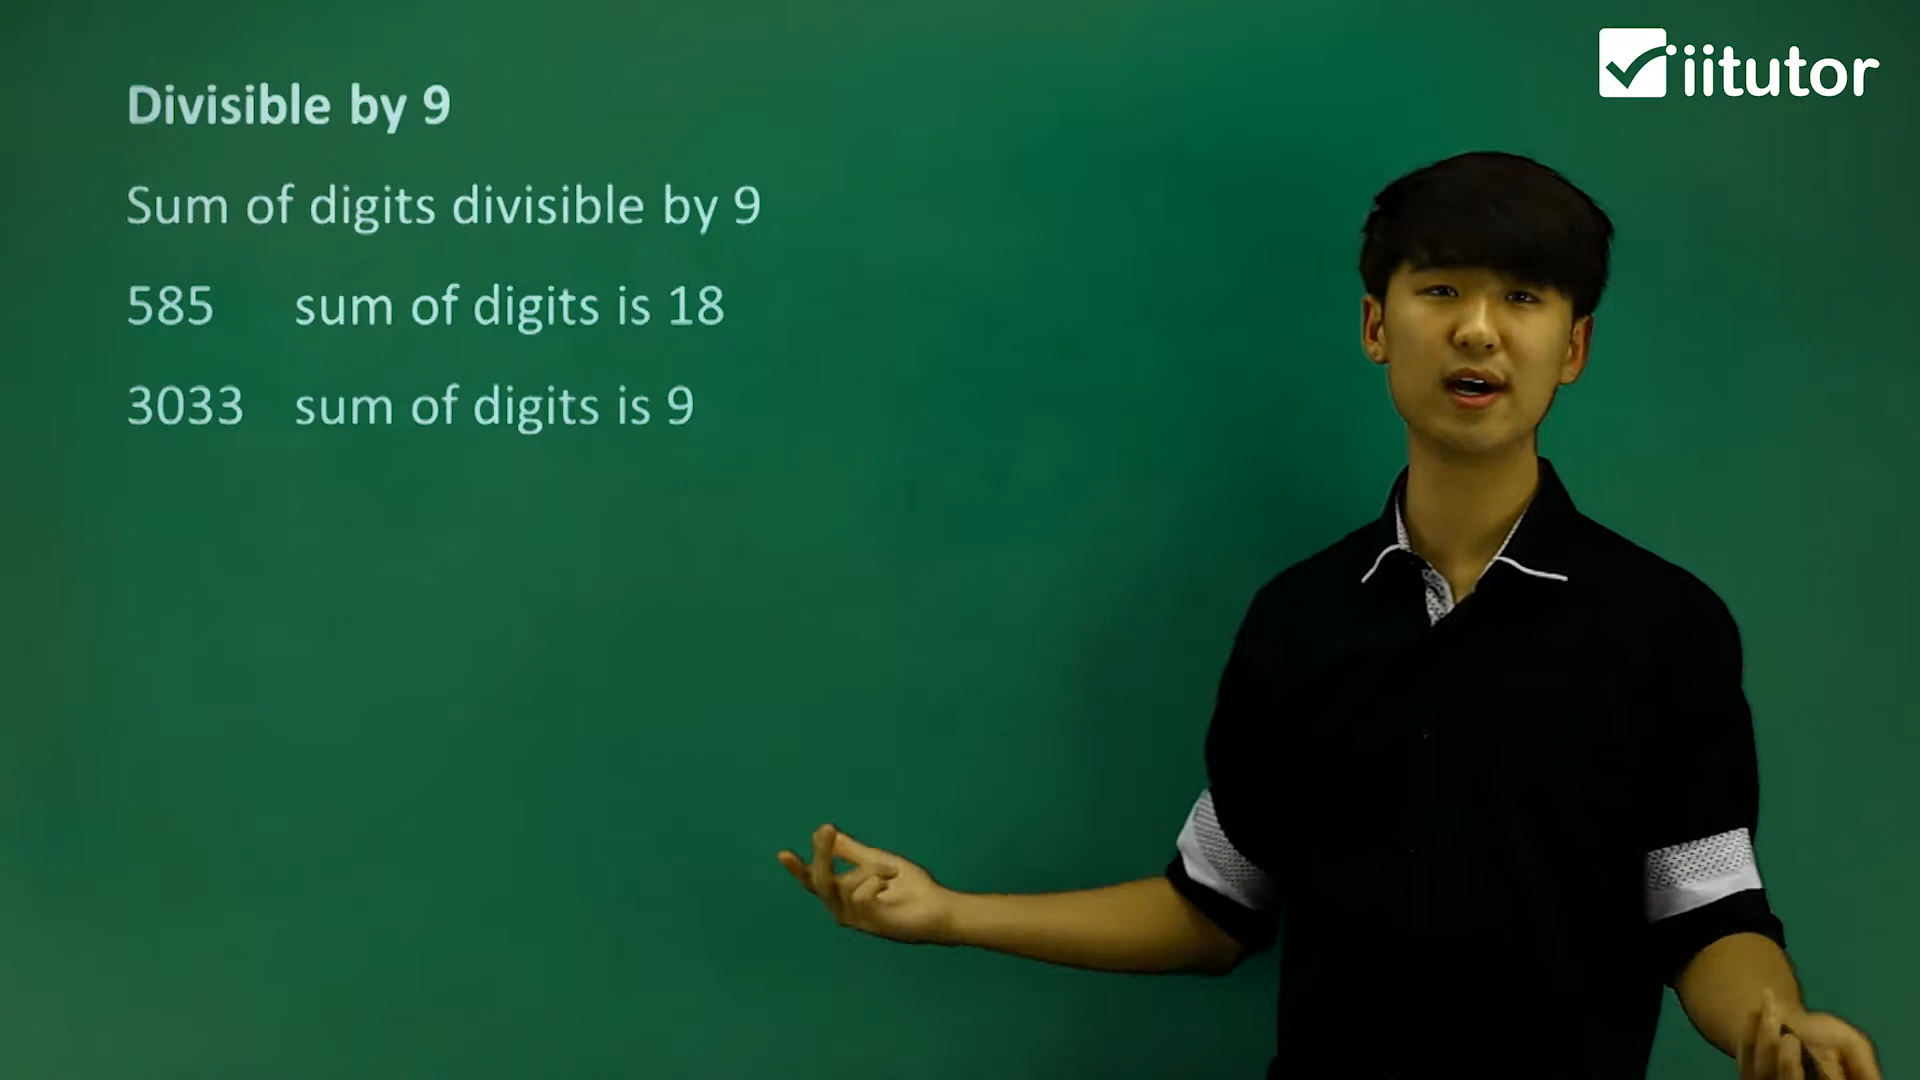 iitutor
Divisible by 9
Sum of digits divisible by 9
585 sum of digits is 18
3033 sum of digits is 9